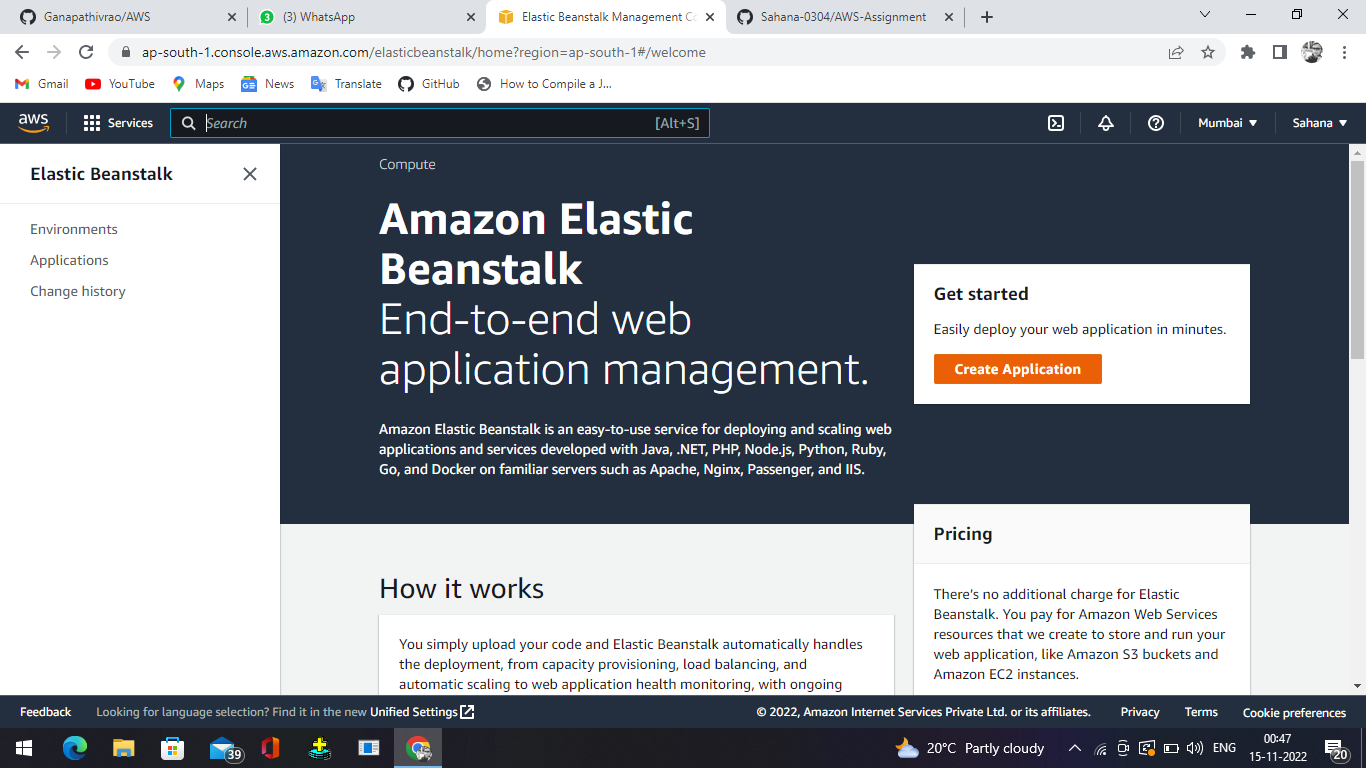 Ganapathivrao/AWS
(3) WhatsApp
Elastic Beanstalk Management Co
Sahana-0304/AWS-Assignment
ap-south-1.console.aws.amazon.com/elasticbeanstalk/home?region=ap-south-1#/welcome
Gmail
YouTube
Maps
News
Translate
GitHub
How to Compile a J...
aws
Services
Search
[Alt+S]
Mumbai
Sahana
Elastic Beanstalk
Environments
Applications
Change history
Compute
Amazon Elastic
Beanstalk
End-to-end web
application management.
Amazon Elastic Beanstalk is an easy-to-use service for deploying and scaling web
applications and services developed with Java, .NET, PHP, Node.js, Python, Ruby,
Go, and Docker on familiar servers such as Apache, Nginx, Passenger, and IIS.
Get started
Easily deploy your web application in minutes.
Create Application
Pricing
There's no additional charge for Elastic
Beanstalk. You pay for Amazon Web Services
resources that we create to store and run your
web application, like Amazon S3 buckets and
Amazon EC2 instances.
How it works
You simply upload your code and Elastic Beanstalk automatically handles
the deployment, from capacity provisioning, load balancing, and
automatic scaling to web application health monitoring, with ongoing
Feedback
Looking for language selection? Find it in the new Unified Settings
© 2022, Amazon Internet Services Private Ltd. or its affiliates.
Privacy
Terms
Cookie preferences
39
20°C Partly cloudy
ENG
00:47
15-11-2022
20